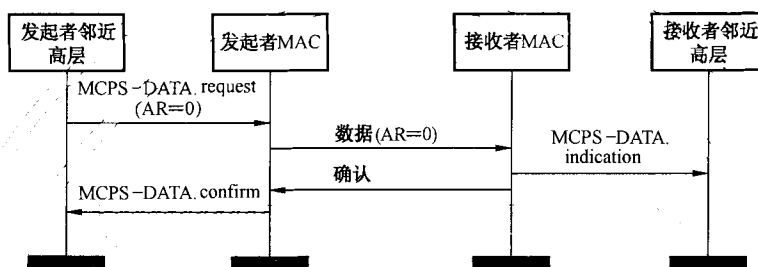 发起者邻近
高层
发起者MAC
接收者MAC
接收者邻近
高层
MCPS-DATA.request
(AR=0)
数据(AR=0)
MCPS-DATA.
indication
确认
MCPS-DATA.confirm